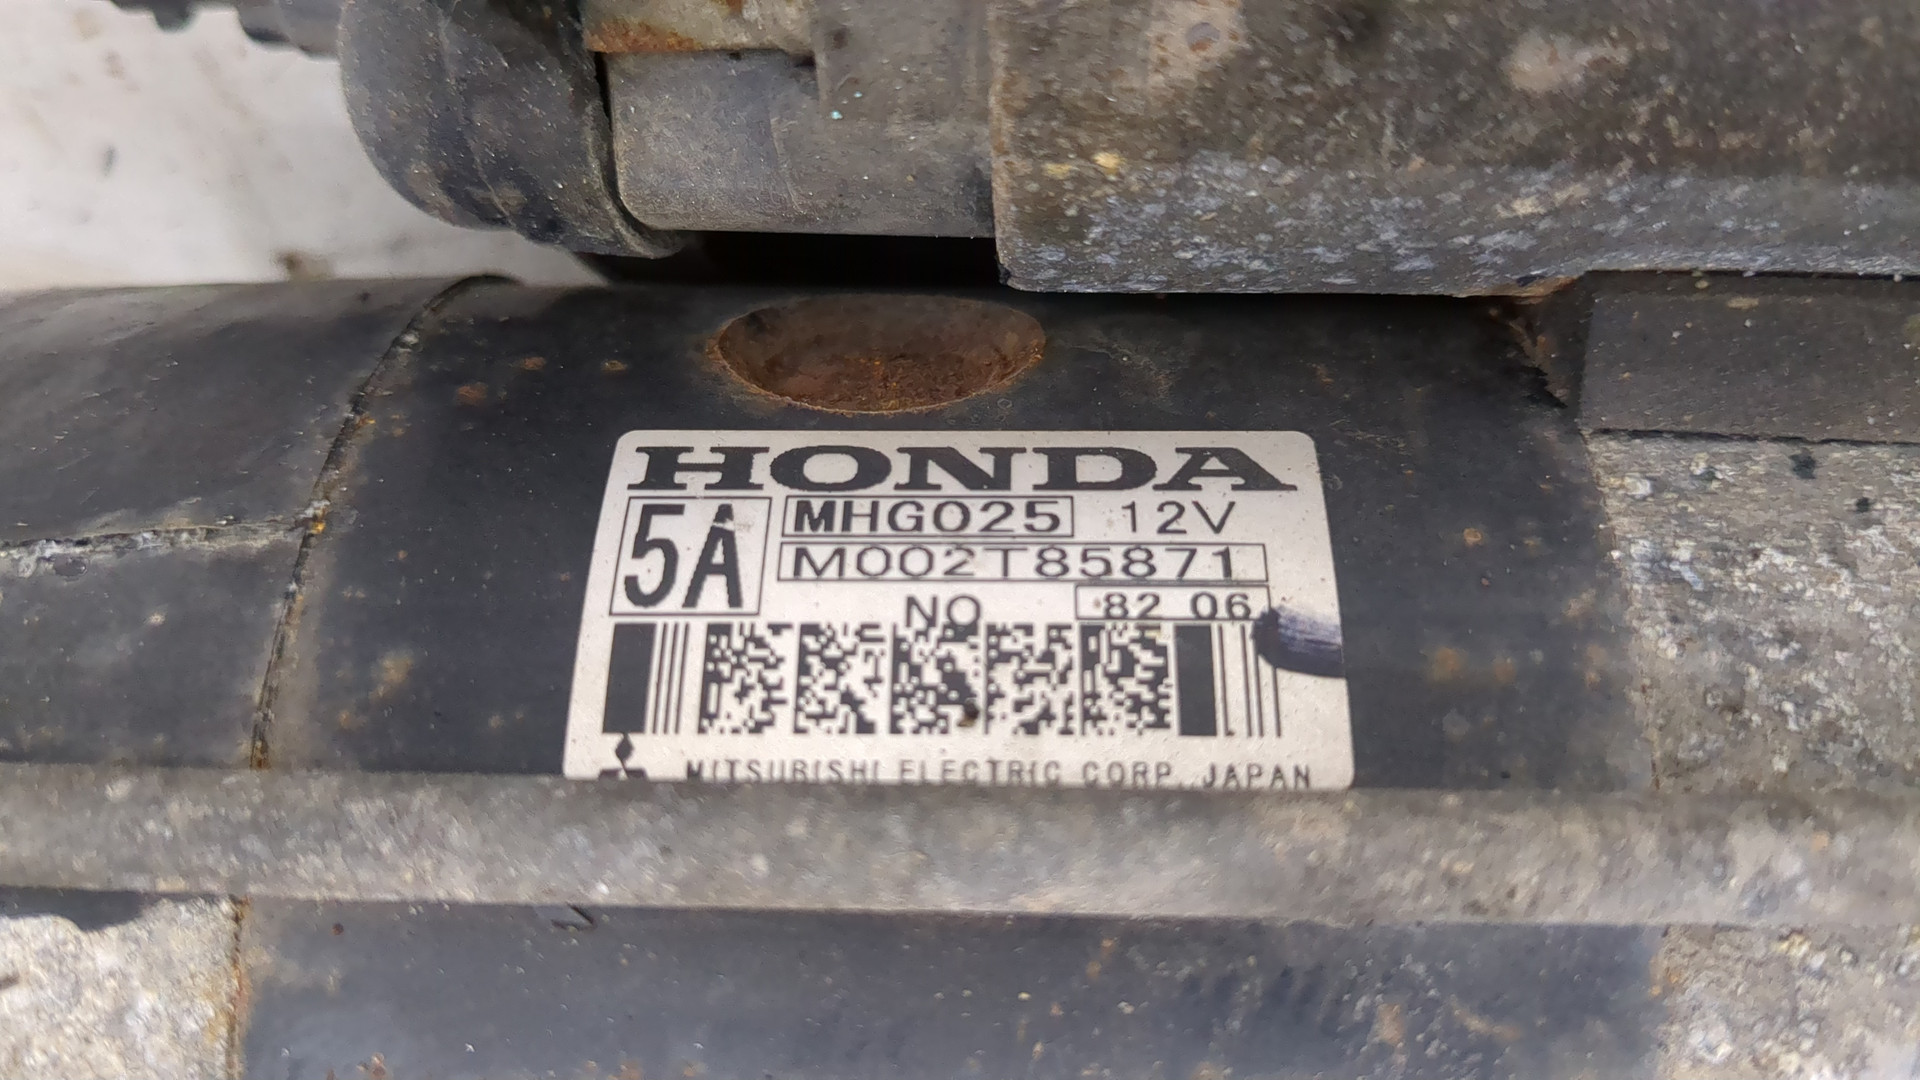 HONDA
5A MHG025 12V
M002T85871
NO 82 06
MITSUBISHI ELECTRIC CORP. JAPAN